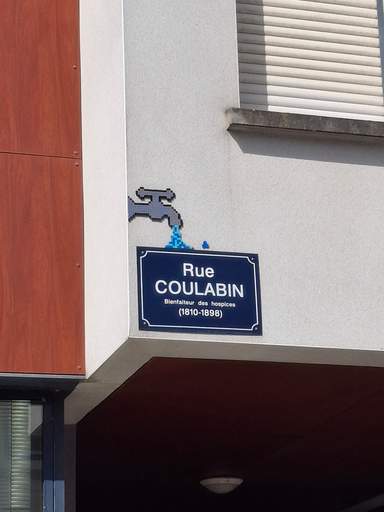 Rue
COULABIN
Bienfaiteur des hospices
(1810-1898)